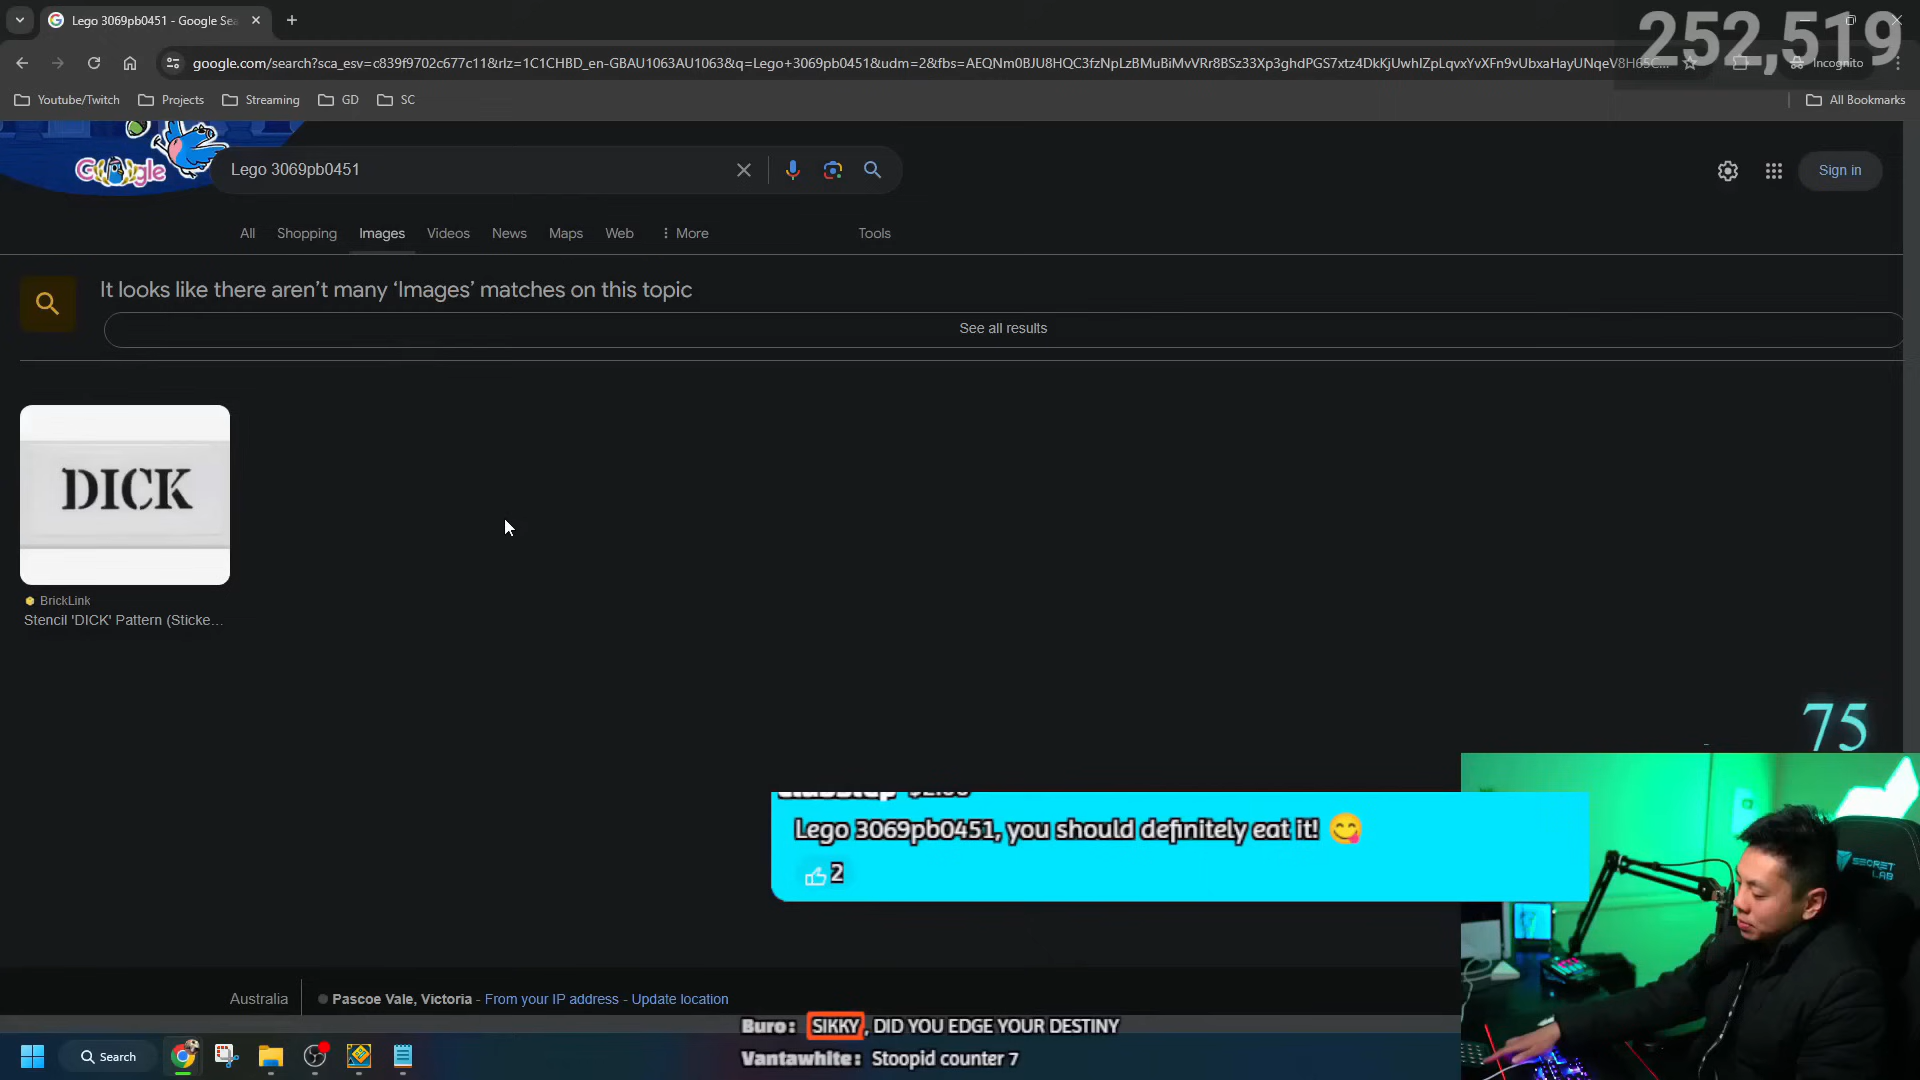 Lego 3069pb0451 - Google Sea
252,519
google.com/search?sca_esv=c839f9702c677c11&rlz=1C1CHBD_en-GBAU1063AU1063&q=Lego+3069pb0451&udm=2&fbs=
Incognito
Youtube/Twitch
Projects
Streaming
GD
SC
All Bookmarks
Google
Lego 3069pb0451
Sign in
All
Shopping
Images
Videos
News
Maps
Web
More
Tools
It looks like there aren't many 'Images' matches on this topic
See all results
DICK
BrickLink
Stencil 'DICK' Pattern (Sticke...
75
Lego 3069pb0451, you should definitely eat it! 😋
2
SECRET
LAB
Australia
Pascoe Vale, Victoria - From your IP address - Update location
Buro: SIKKY, DID YOU EDGE YOUR DESTINY
Vantawhite: Stoopid counter 7
Search